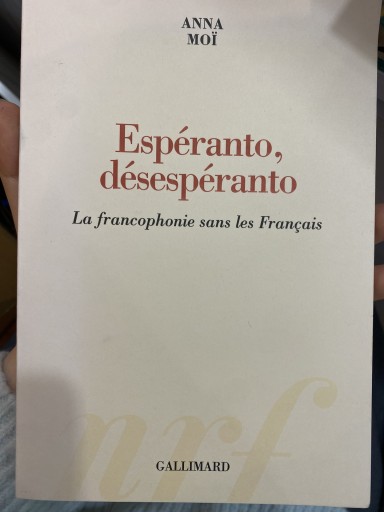 ANNA
MOÏ
Espéranto,
désespéranto
La francophonie sans les Français
nrf
GALLIMARD